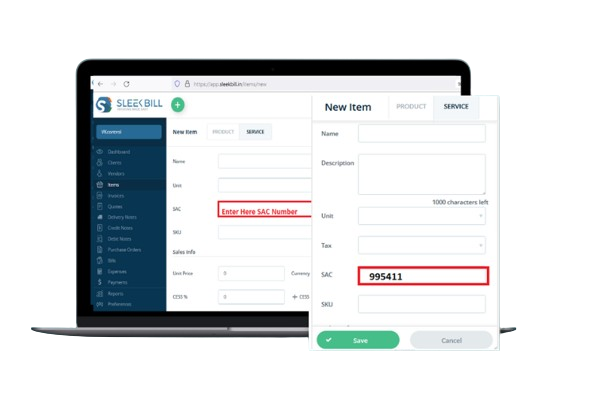 https://app.sleekbill.in/items/new
SLEEKBILL
Dashboard
Clients
Vendors
Items
Invoices
Quotes
Delivery Notes
Credit Notes
Debit Notes
Purchase Orders
Bills
Expenses
Payments
Reports
Preferences
New Item PRODUCT SERVICE
Name
Unit
SAC Enter Here SAC Number
SKU
Sales Info
Unit Price 0 Currency
CESS % 0 + CESS
New Item PRODUCT SERVICE
Name
Description
1000 characters left
Unit
Tax
SAC 995411
SKU
Save Cancel